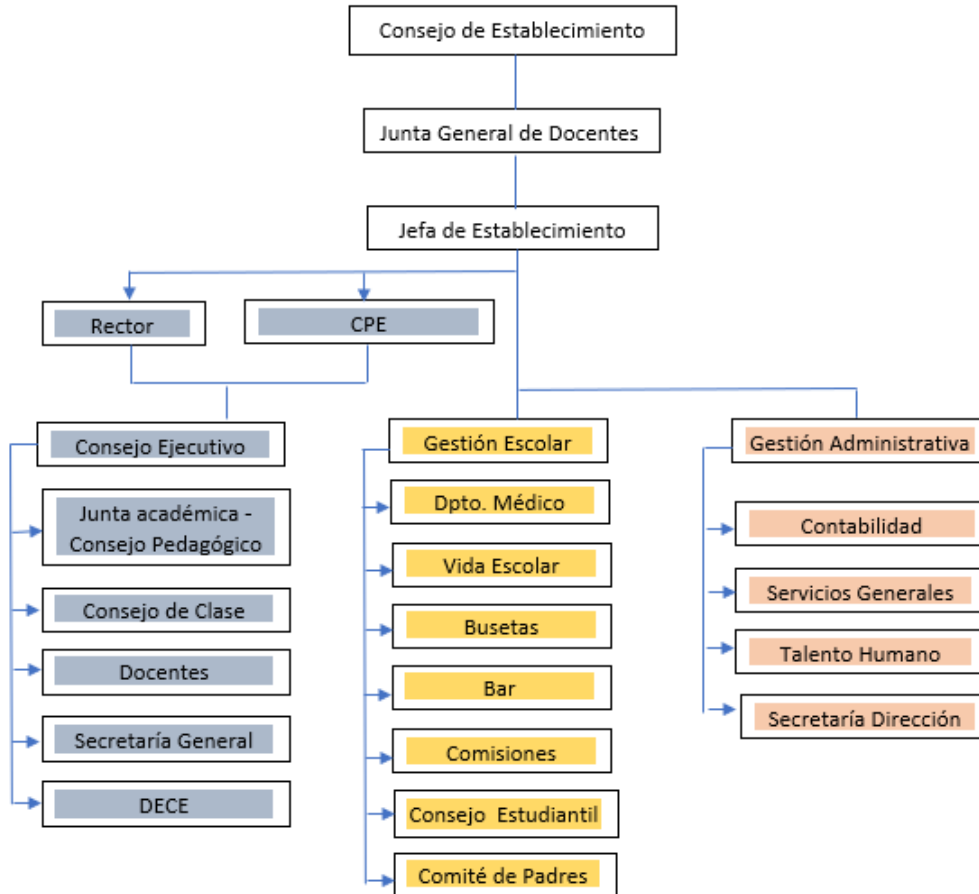 Consejo de Establecimiento
Junta General de Docentes
Jefa de Establecimiento
Rector
CPE
Consejo Ejecutivo
Junta académica -
Consejo Pedagógico
Consejo de Clase
Docentes
Secretaría General
DECE
Gestión Escolar
Dpto. Médico
Vida Escolar
Busetas
Bar
Comisiones
Consejo Estudiantil
Comité de Padres
Gestión Administrativa
Contabilidad
Servicios Generales
Talento Humano
Secretaría Dirección